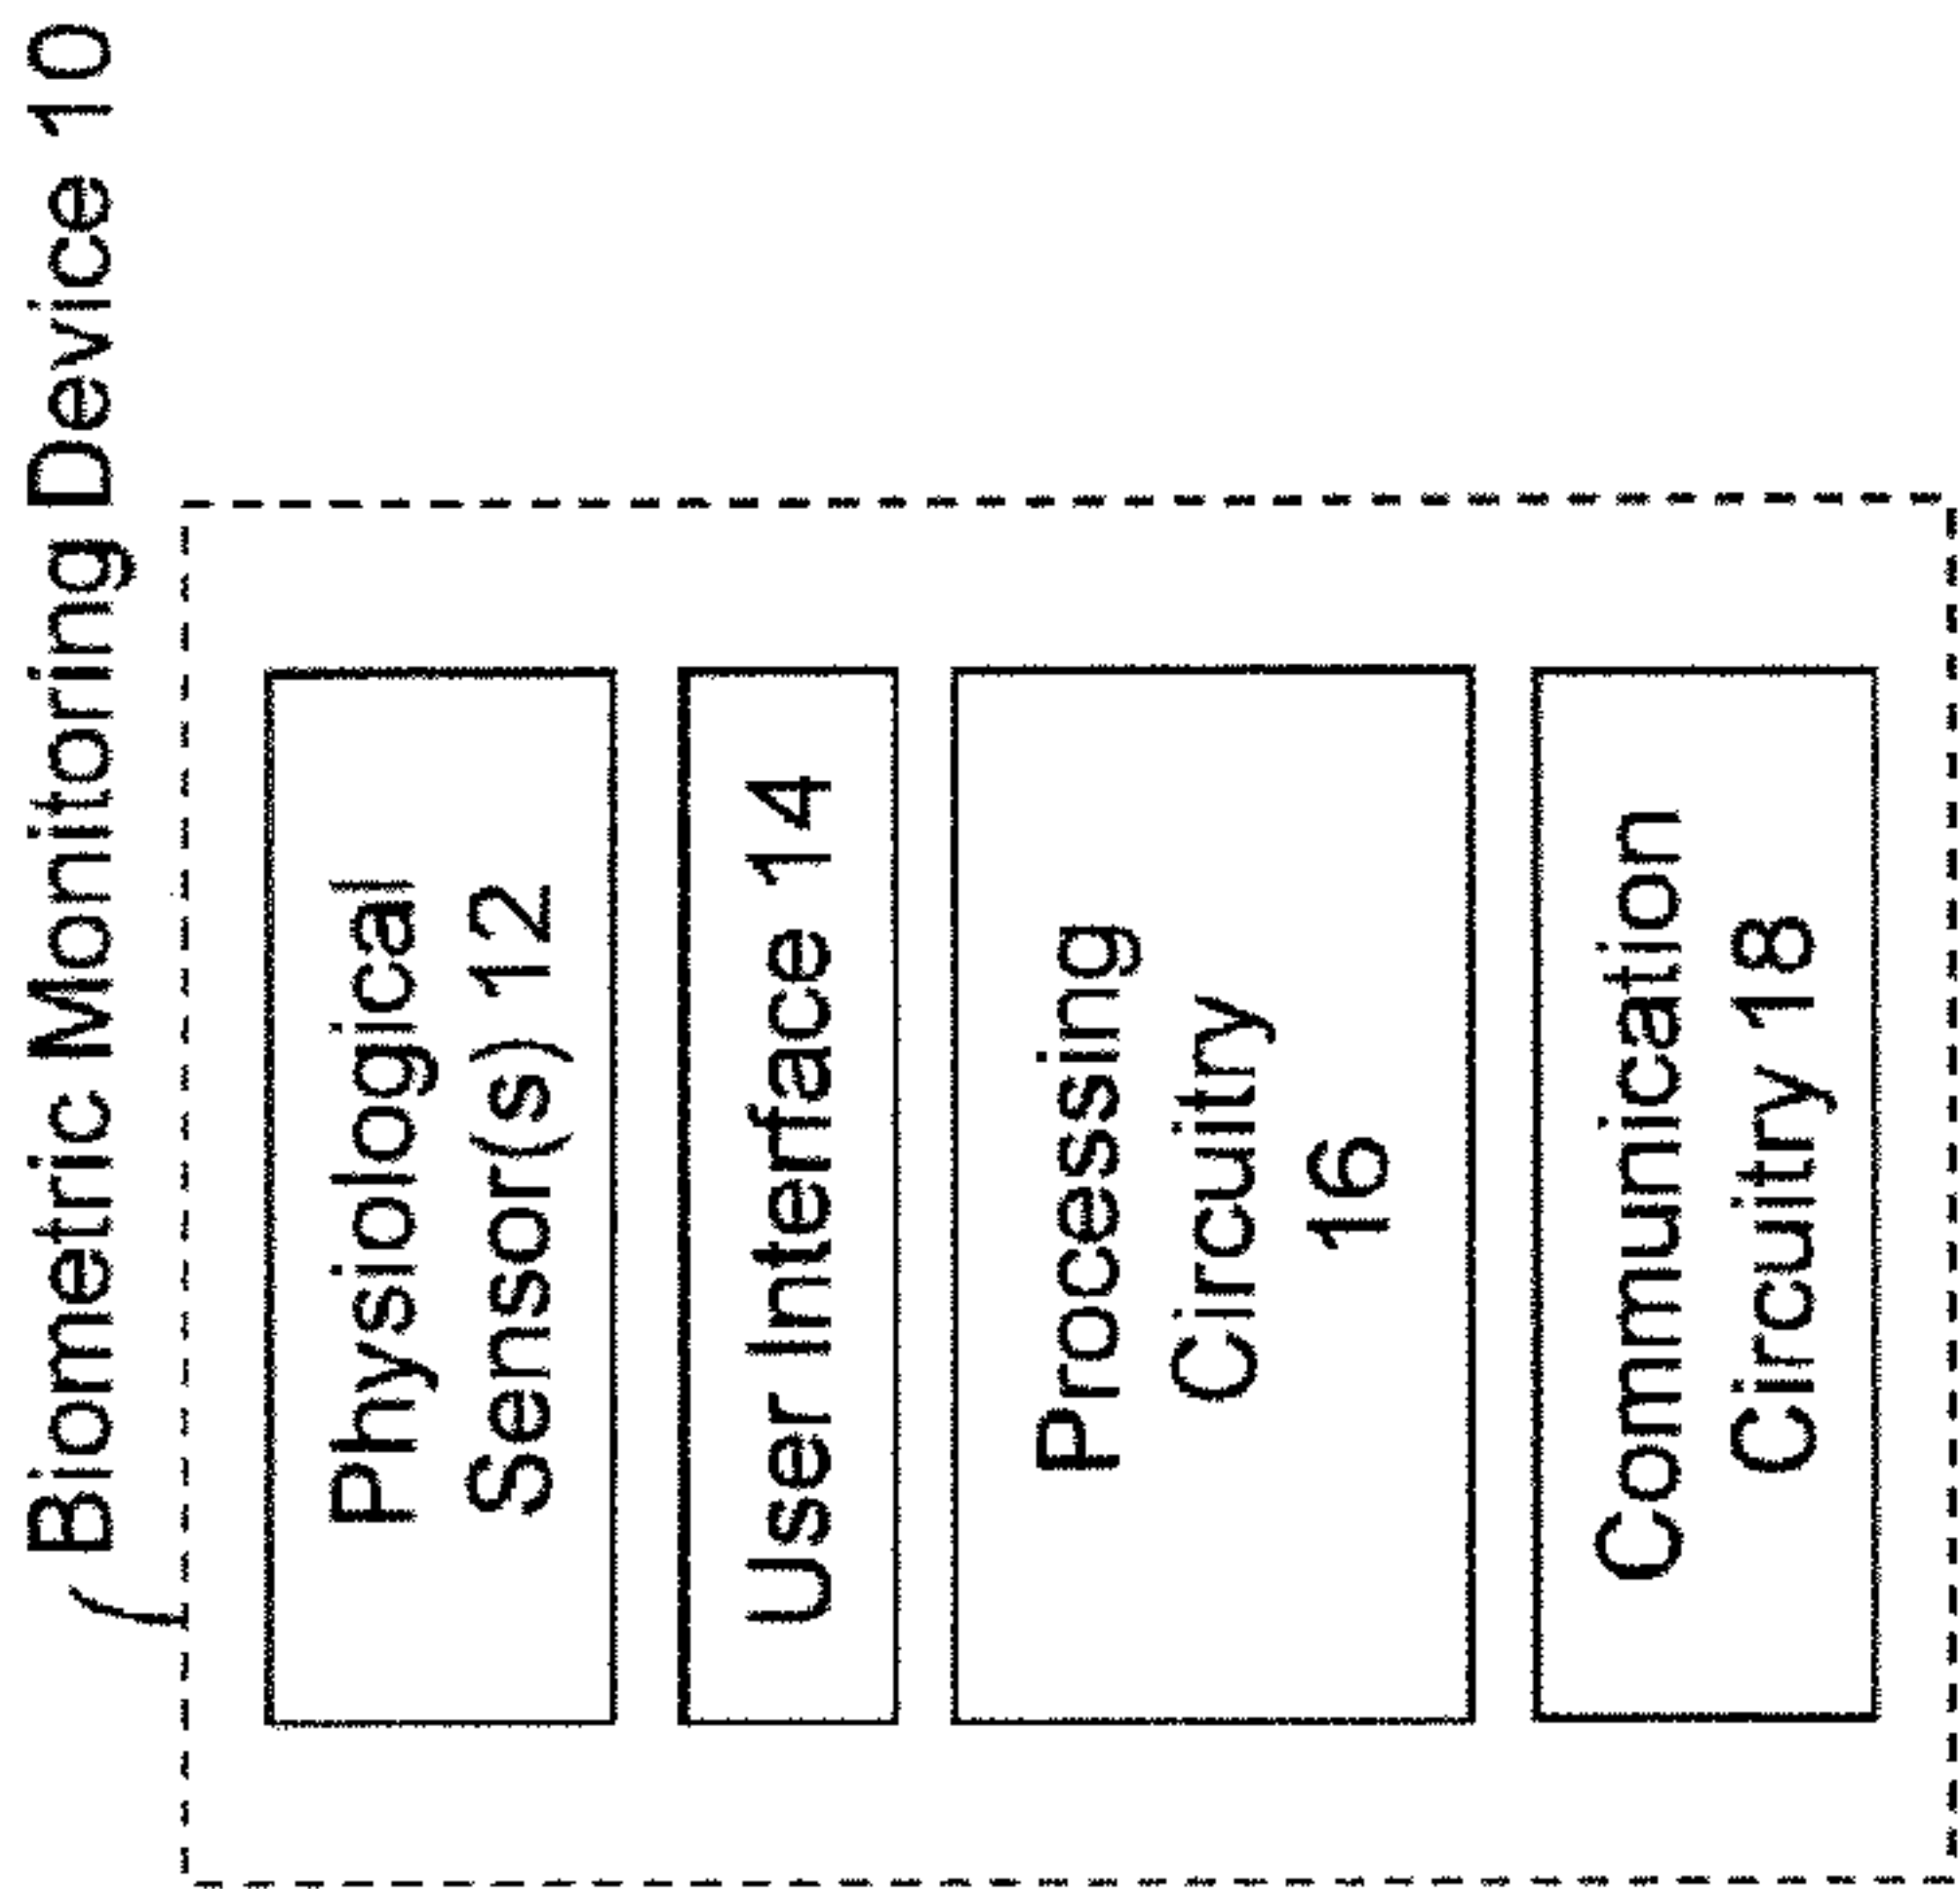 Biometric Monitoring Device 10
Physiological
Sensor(s) 12
User Interface 14
Processing
Circuitry
16
Communication
Circuitry 18